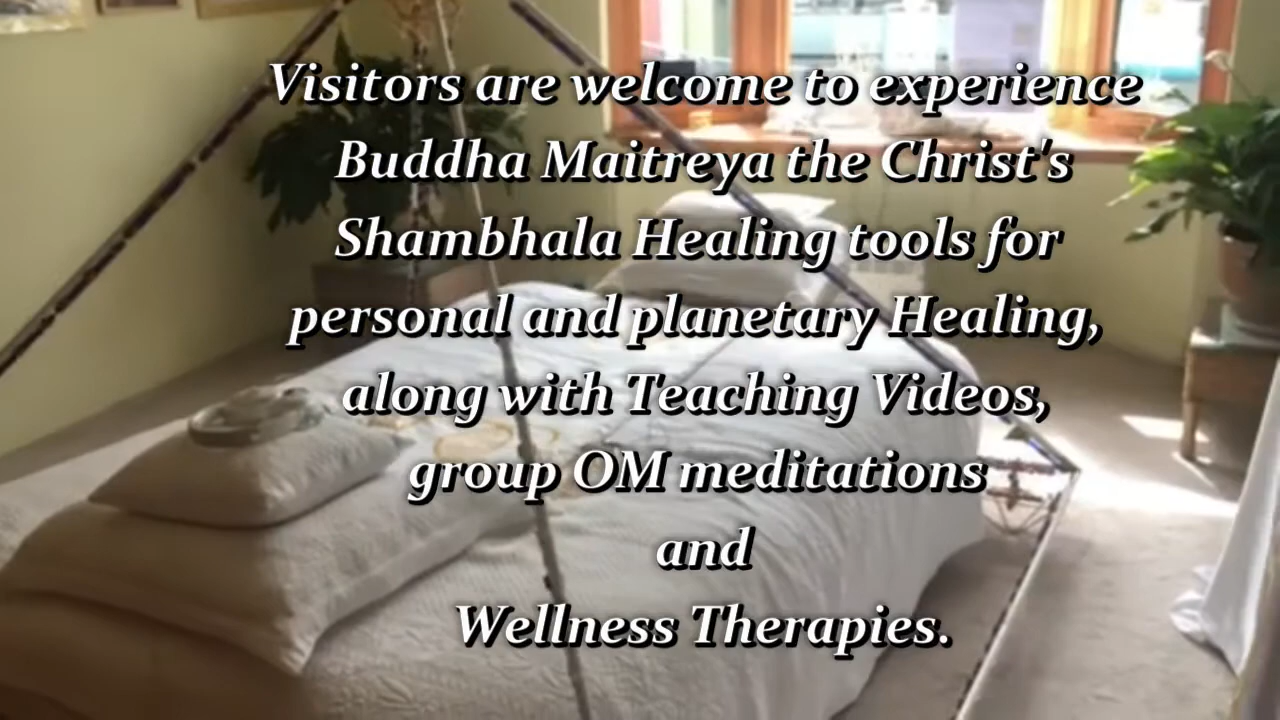 Visitors are welcome to experience
Buddha Maitreya the Christ's
Shambhala Healing tools for
personal and planetary Healing,
along with Teaching Videos,
group OM meditations
and
Wellness Therapies.